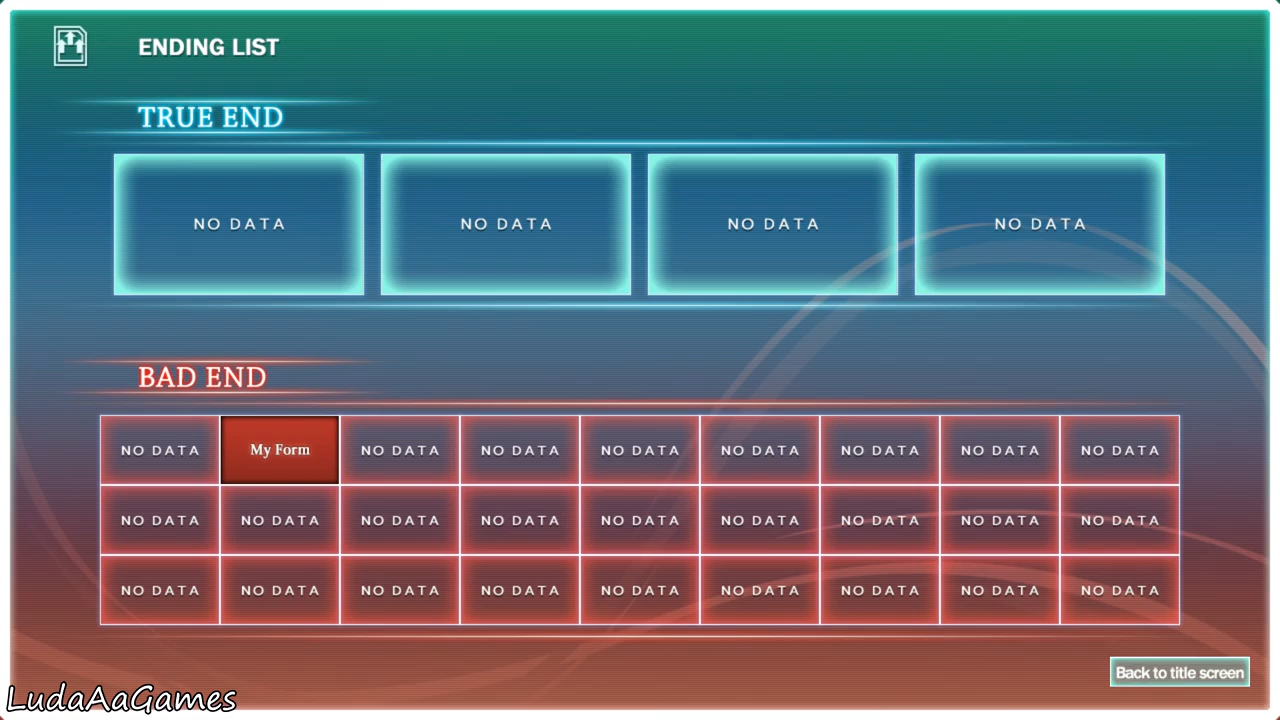 ENDING LIST
TRUE END
NO DATA NO DATA NO DATA NO DATA
BAD END
NO DATA My Form NO DATA NO DATA NO DATA NO DATA NO DATA NO DATA NO DATA
NO DATA NO DATA NO DATA NO DATA NO DATA NO DATA NO DATA NO DATA NO DATA
NO DATA NO DATA NO DATA NO DATA NO DATA NO DATA NO DATA NO DATA NO DATA
Back to title screen
LudaAaGames